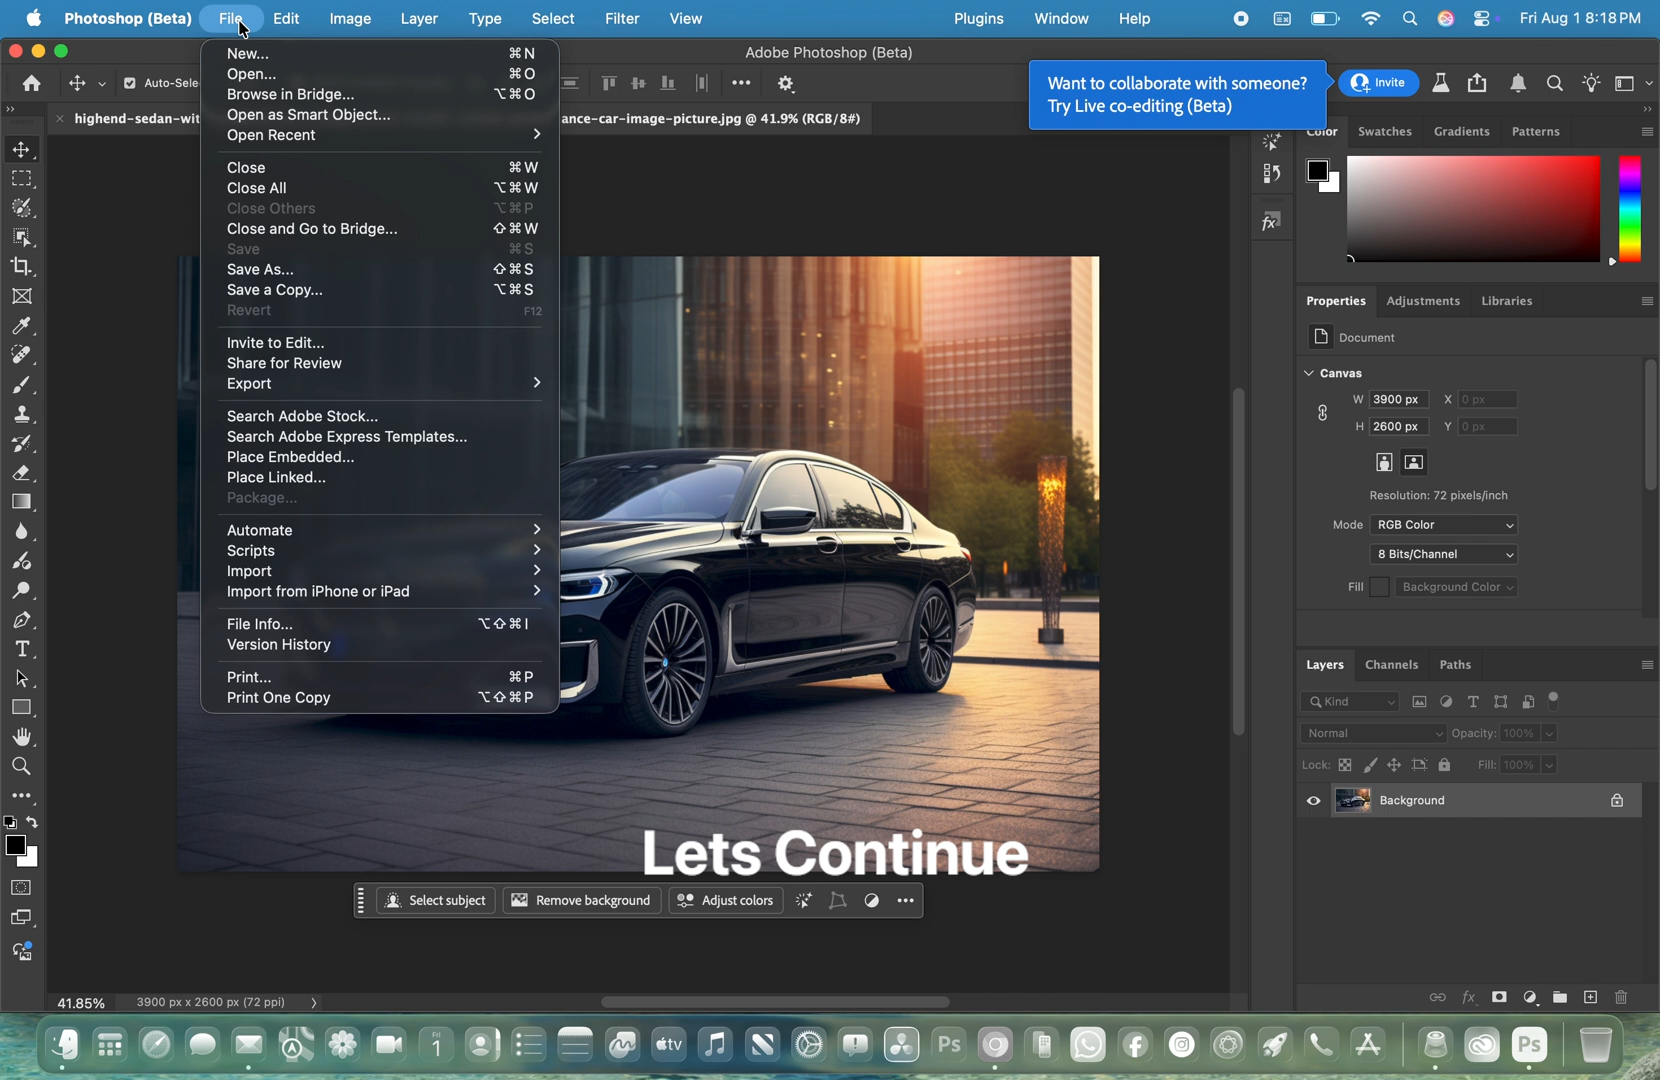 Photoshop (Beta) File Edit Image Layer Type Select Filter View Plugins Window Help Fri Aug 1 8:18 PM
Adobe Photoshop (Beta)
Auto-Sele
Want to collaborate with someone?
Try Live co-editing (Beta)
Invite
highend-sedan-wit ance-car-image-picture.jpg @ 41.9% (RGB/8#)
New... ⌘N
Open... ⌘O
Browse in Bridge... ⌥⌘O
Open as Smart Object...
Open Recent
Close ⌘W
Close All ⌥⌘W
Close Others ⌥⌘P
Close and Go to Bridge... ⇧⌘W
Save ⌘S
Save As... ⇧⌘S
Save a Copy... ⌥⌘S
Revert F12
Invite to Edit...
Share for Review
Export
Search Adobe Stock...
Search Adobe Express Templates...
Place Embedded...
Place Linked...
Package...
Automate
Scripts
Import
Import from iPhone or iPad
File Info... ⌥⇧⌘I
Version History
Print... ⌘P
Print One Copy ⌥⇧⌘P
Color Swatches Gradients Patterns
fx
Properties Adjustments Libraries
Document
Canvas
W 3900 px X 0 px
H 2600 px Y 0 px
Resolution: 72 pixels/inch
Mode RGB Color
8 Bits/Channel
Fill Background Color
Layers Channels Paths
Kind
Normal Opacity: 100%
Lock: Fill: 100%
Background
fx
Lets Continue
Select subject Remove background Adjust colors
41.85% 3900 px x 2600 px (72 ppi)
Fri
1
tv
Ps
Ps